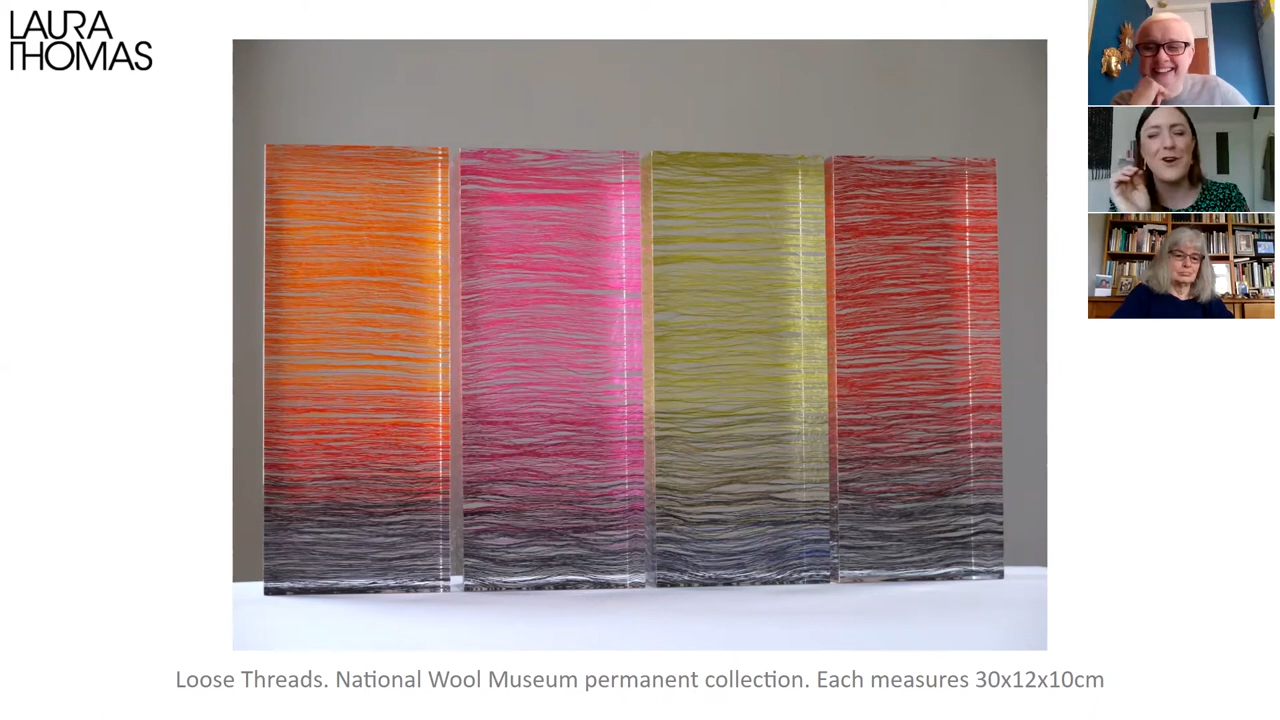 LAURA
THOMAS
Loose Threads. National Wool Museum permanent collection. Each measures 30x12x10cm